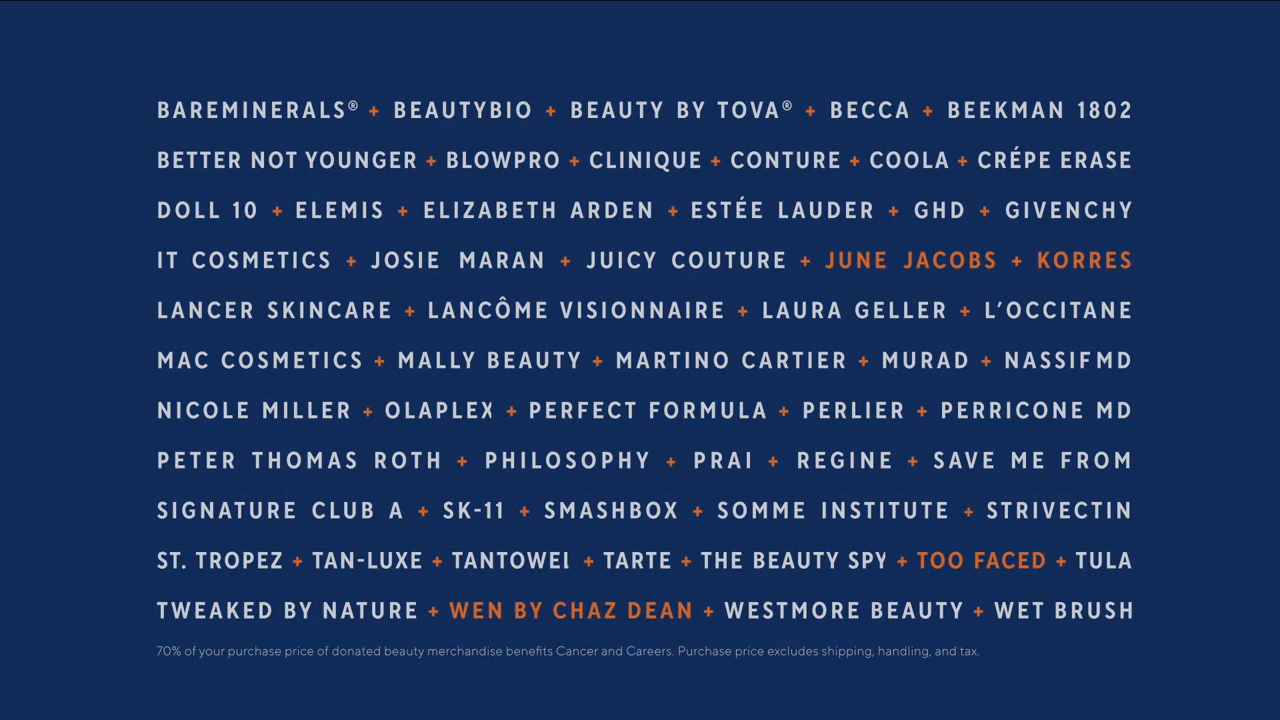 BAREMINERALS® + BEAUTYBIO + BEAUTY BY TOVA® + BECCA + BEEKMAN 1802
BETTER NOT YOUNGER + BLOWPRO + CLINIQUE + CONTURE + COOLA + CRÉPE ERASE
DOLL 10 + ELEMIS + ELIZABETH ARDEN + ESTÉE LAUDER + GHD + GIVENCHY
IT COSMETICS + JOSIE MARAN + JUICY COUTURE + JUNE JACOBS + KORRES
LANCER SKINCARE + LANCÔME VISIONNAIRE + LAURA GELLER + L'OCCITANE
MAC COSMETICS + MALLY BEAUTY + MARTINO CARTIER + MURAD + NASSIFMD
NICOLE MILLER + OLAPLEX + PERFECT FORMULA + PERLIER + PERRICONE MD
PETER THOMAS ROTH + PHILOSOPHY + PRAI + REGINE + SAVE ME FROM
SIGNATURE CLUB A + SK-11 + SMASHBOX + SOMME INSTITUTE + STRIVECTIN
ST. TROPEZ + TAN-LUXE + TANTOWEL + TARTE + THE BEAUTY SPY + TOO FACED + TULA
TWEAKED BY NATURE + WEN BY CHAZ DEAN + WESTMORE BEAUTY + WET BRUSH
70% of your purchase price of donated beauty merchandise benefits Cancer and Careers. Purchase price excludes shipping, handling, and tax.